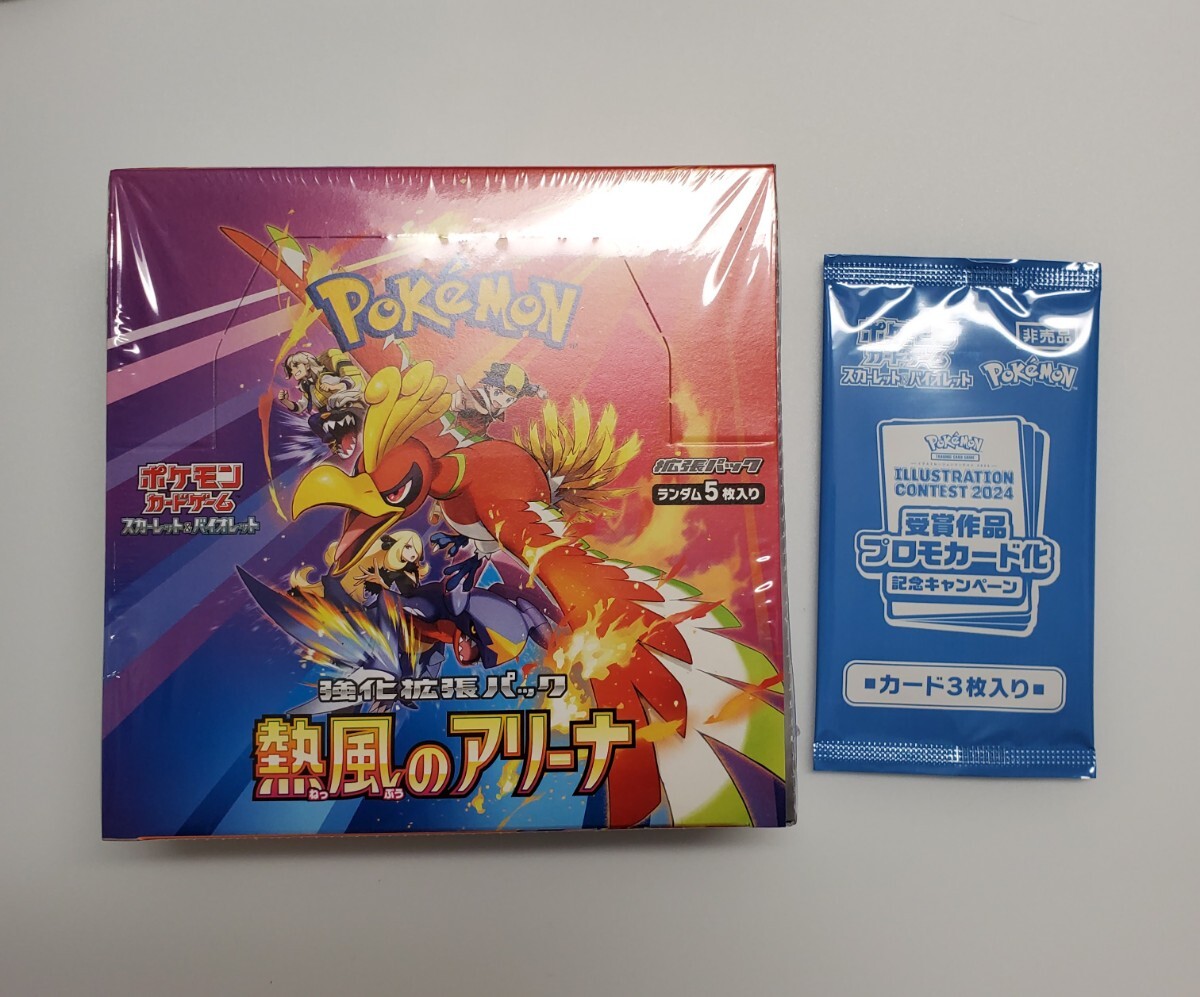 POKéMON
ポケモン
カードゲーム
スカーレット&バイオレット
拡張パック
ランダム5枚入り
強化拡張パック
熱風のアリーナ
ねっ ぷう
ポケモン
カードゲーム
スカーレット&バイオレット
非売品
POKéMON
POKéMON
TRADING CARD GAME
ILLUSTRATION
CONTEST 2024
受賞作品
プロモカード化
記念キャンペーン
■カード3枚入り■